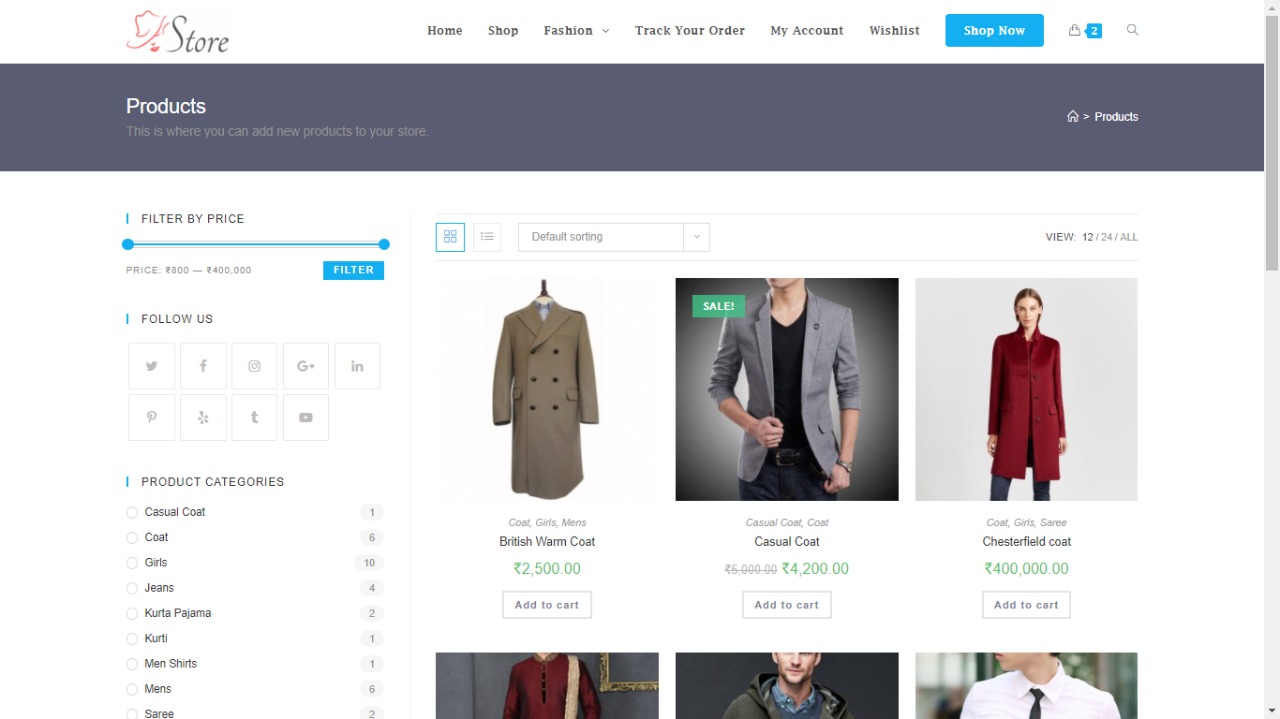 Store
Home
Shop
Fashion
Track Your Order
My Account
Wishlist
Shop Now
2
Products
This is where you can add new products to your store.
> Products
FILTER BY PRICE
PRICE: ₹800 — ₹400,000
FILTER
FOLLOW US
PRODUCT CATEGORIES
Casual Coat 1
Coat 6
Girls 10
Jeans 4
Kurta Pajama 2
Kurti 1
Men Shirts 1
Mens 6
Saree 2
Default sorting
VIEW: 12 / 24 / ALL
Coat, Girls, Mens
British Warm Coat
₹2,500.00
Add to cart
SALE!
Casual Coat, Coat
Casual Coat
₹5,000.00 ₹4,200.00
Add to cart
Coat, Girls, Saree
Chesterfield coat
₹400,000.00
Add to cart